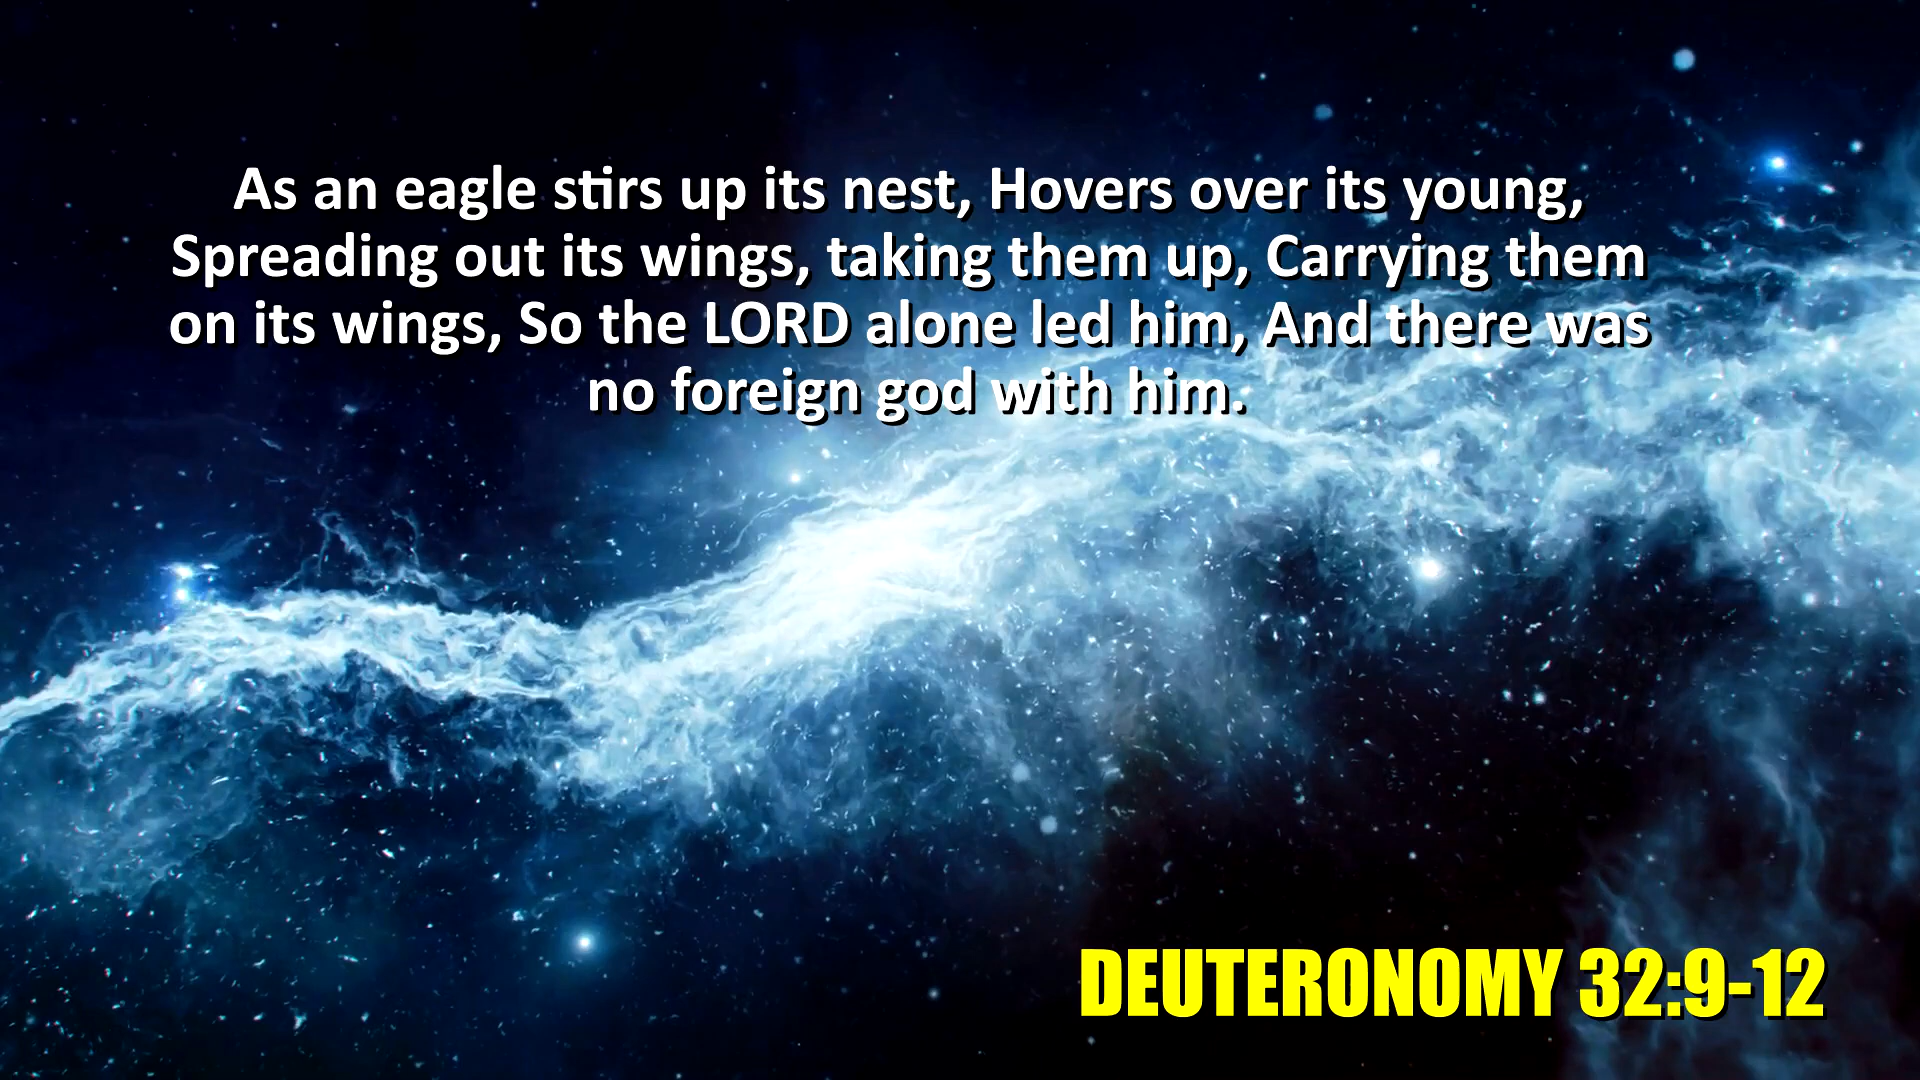 As an eagle stirs up its nest, Hovers over its young,
Spreading out its wings, taking them up, Carrying them
on its wings, So the LORD alone led him, And there was
no foreign god with him.
DEUTERONOMY 32:9-12